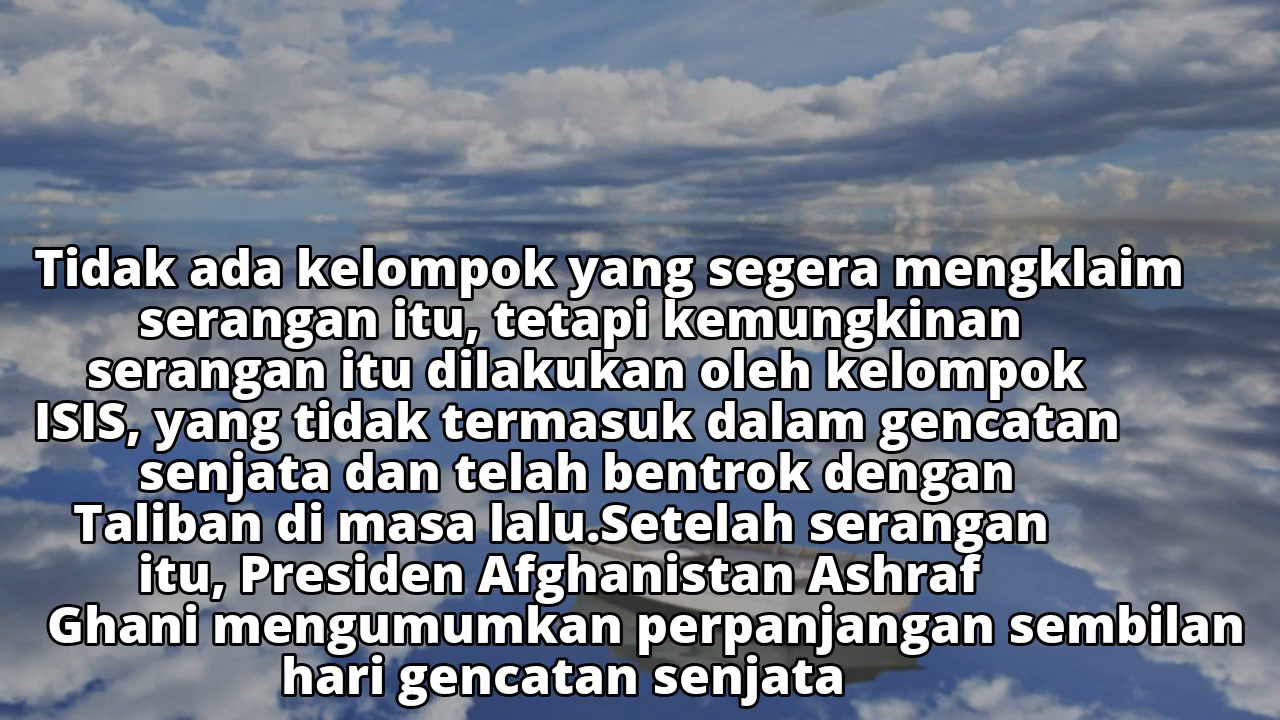 Tidak ada kelompok yang segera mengklaim
serangan itu, tetapi kemungkinan
serangan itu dilakukan oleh kelompok
ISIS, yang tidak termasuk dalam gencatan
senjata dan telah bentrok dengan
Taliban di masa lalu.Setelah serangan
itu, Presiden Afghanistan Ashraf
Ghani mengumumkan perpanjangan sembilan
hari gencatan senjata